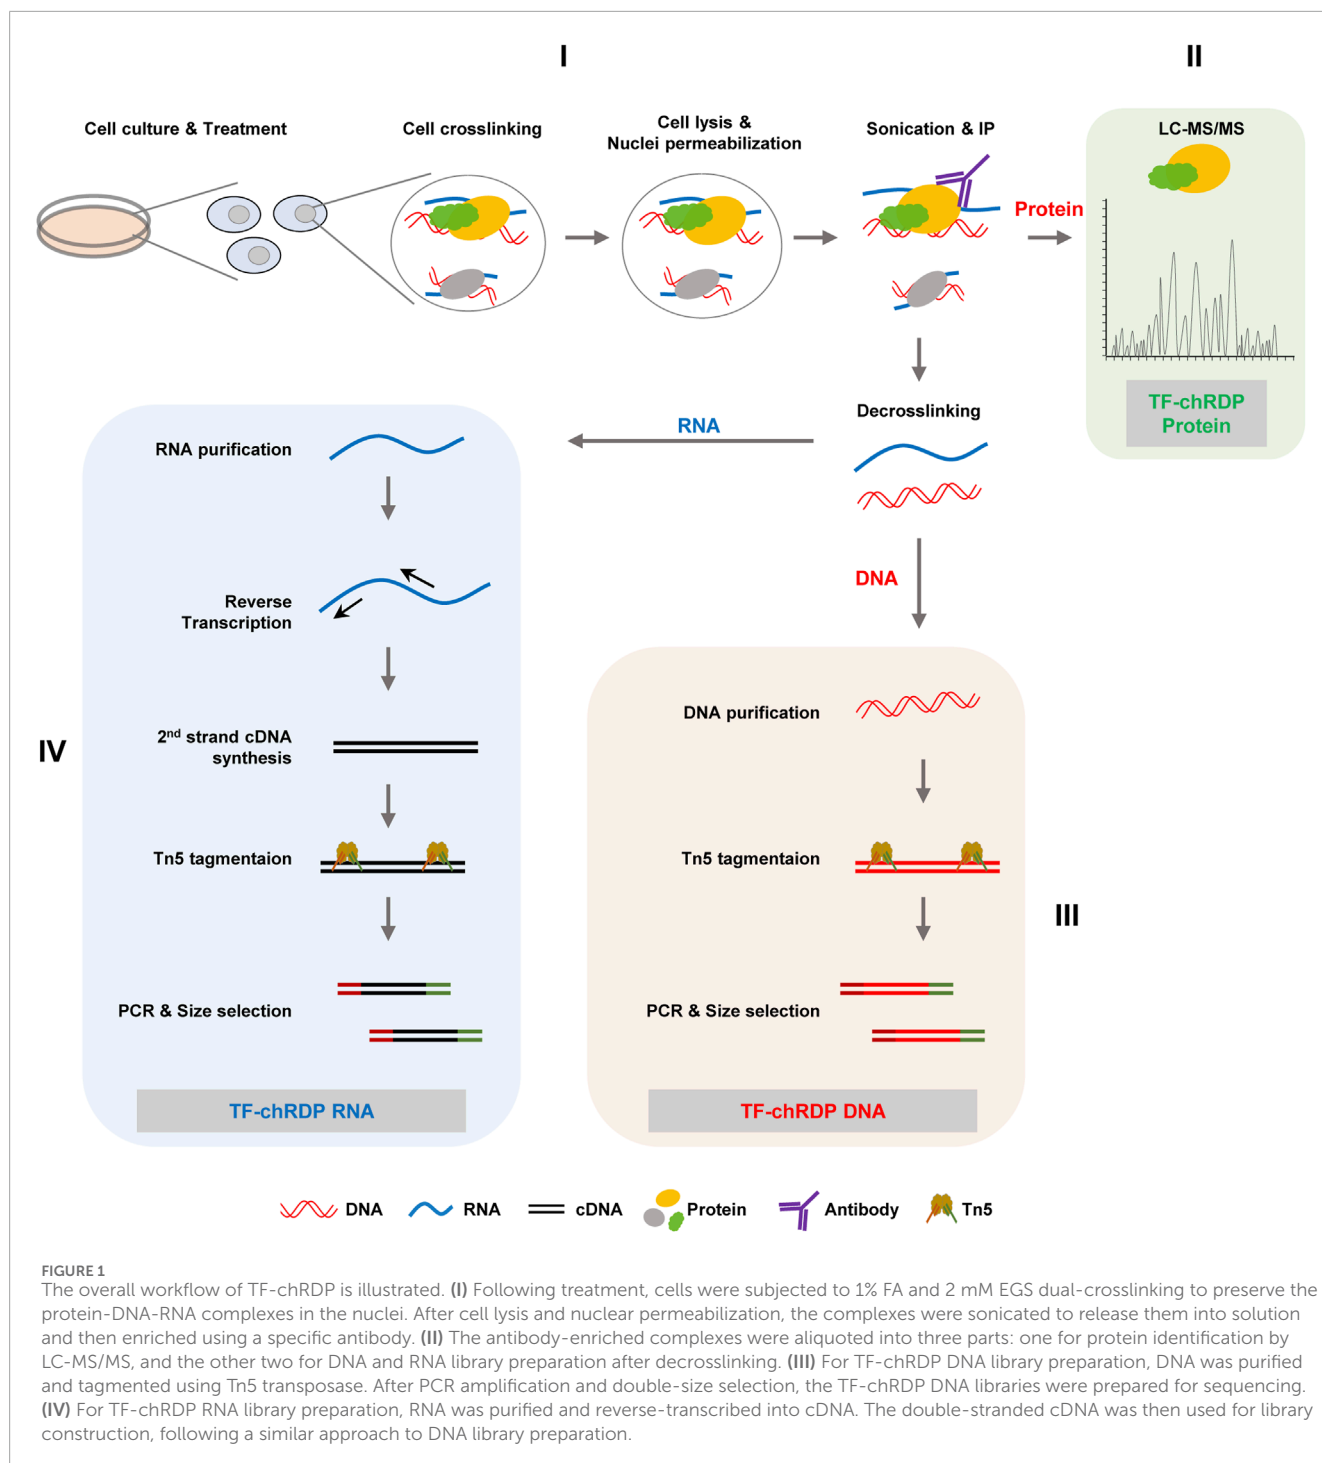 I
II
Cell culture & Treatment
Cell crosslinking
Cell lysis &
Nuclei permeabilization
Sonication & IP
LC-MS/MS
Protein
TF-chRDP
Protein
Decrosslinking
RNA
DNA
RNA purification
Reverse
Transcription
2nd strand cDNA
synthesis
Tn5 tagmentaion
PCR & Size selection
TF-chRDP RNA
IV
DNA purification
Tn5 tagmentaion
PCR & Size selection
TF-chRDP DNA
III
DNA
RNA
cDNA
Protein
Antibody
Tn5
FIGURE 1
The overall workflow of TF-chRDP is illustrated. (I) Following treatment, cells were subjected to 1% FA and 2 mM EGS dual-crosslinking to preserve the
protein-DNA-RNA complexes in the nuclei. After cell lysis and nuclear permeabilization, the complexes were sonicated to release them into solution
and then enriched using a specific antibody. (II) The antibody-enriched complexes were aliquoted into three parts: one for protein identification by
LC-MS/MS, and the other two for DNA and RNA library preparation after decrosslinking. (III) For TF-chRDP DNA library preparation, DNA was purified
and tagmented using Tn5 transposase. After PCR amplification and double-size selection, the TF-chRDP DNA libraries were prepared for sequencing.
(IV) For TF-chRDP RNA library preparation, RNA was purified and reverse-transcribed into cDNA. The double-stranded cDNA was then used for library
construction, following a similar approach to DNA library preparation.